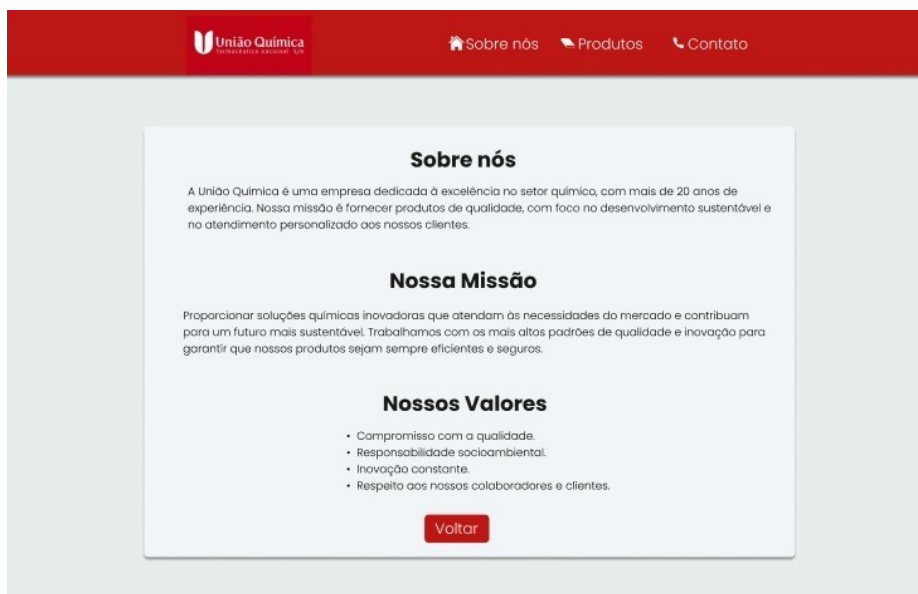 União Química
farmacêutica nacional S/A
Sobre nós
Produtos
Contato
Sobre nós
A União Química é uma empresa dedicada à excelência no setor químico, com mais de 20 anos de
experiência. Nossa missão é fornecer produtos de qualidade, com foco no desenvolvimento sustentável e
no atendimento personalizado aos nossos clientes.
Nossa Missão
Proporcionar soluções químicas inovadoras que atendam às necessidades do mercado e contribuam
para um futuro mais sustentável. Trabalhamos com os mais altos padrões de qualidade e inovação para
garantir que nossos produtos sejam sempre eficientes e seguros.
Nossos Valores
• Compromisso com a qualidade.
• Responsabilidade socioambiental.
• Inovação constante.
• Respeito aos nossos colaboradores e clientes.
Voltar